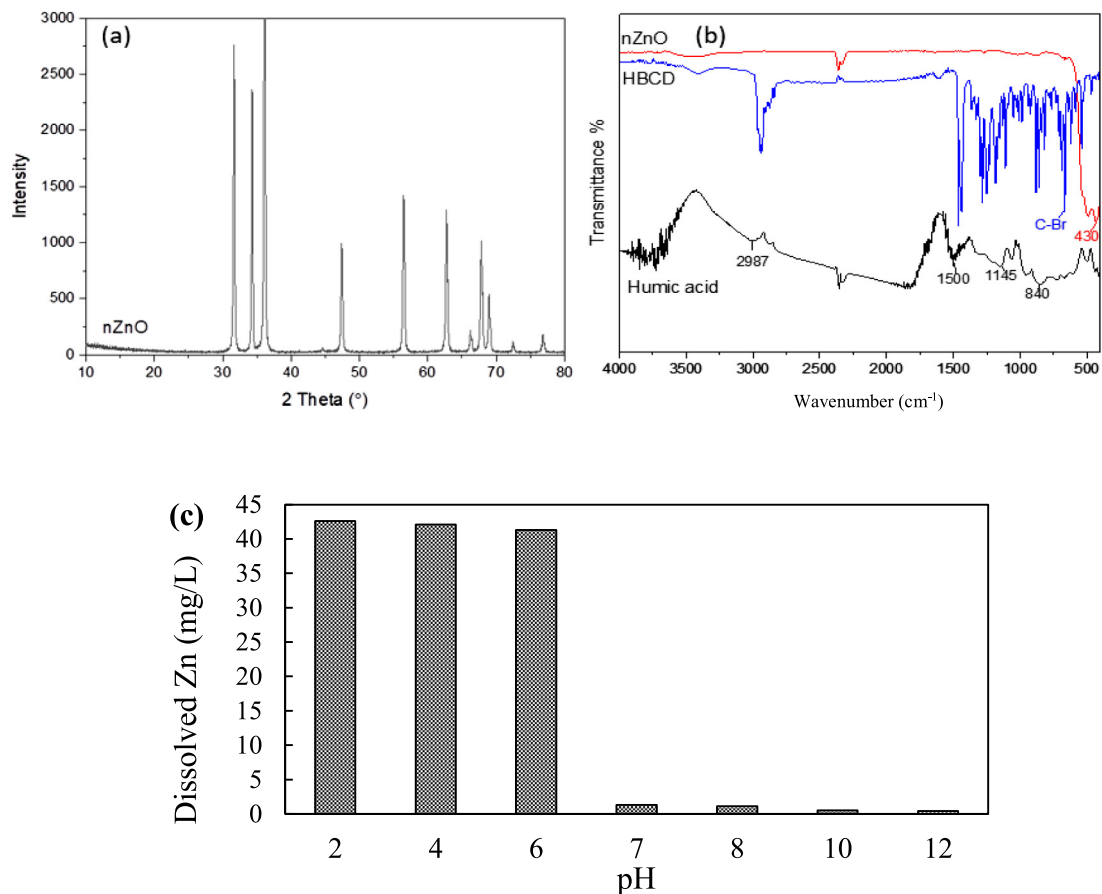 (a)
3000
2500
2000
1500
1000
500
0
Intensity
nZnO
10 20 30 40 50 60 70 80
2 Theta (°)
(b)
nZnO
HBCD
Transmittance %
C-Br
430
2987
1500
1145
840
Humic acid
4000 3500 3000 2500 2000 1500 1000 500
Wavenumber (cm⁻¹)
(c)
45
40
35
30
25
20
15
10
5
0
Dissolved Zn (mg/L)
2 4 6 7 8 10 12
pH